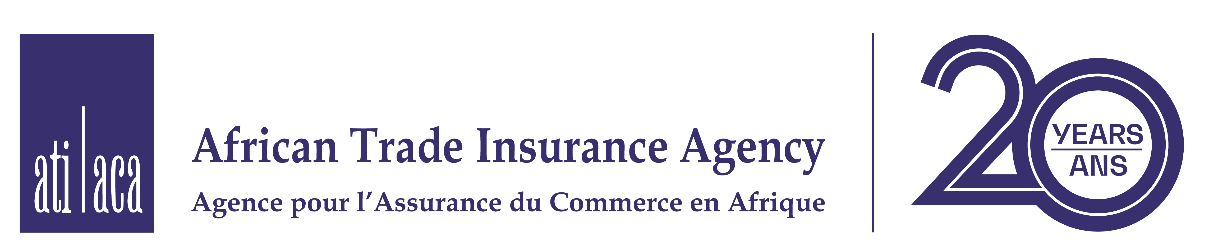 ati aca
African Trade Insurance Agency
Agence pour l’Assurance du Commerce en Afrique
20
YEARS
ANS